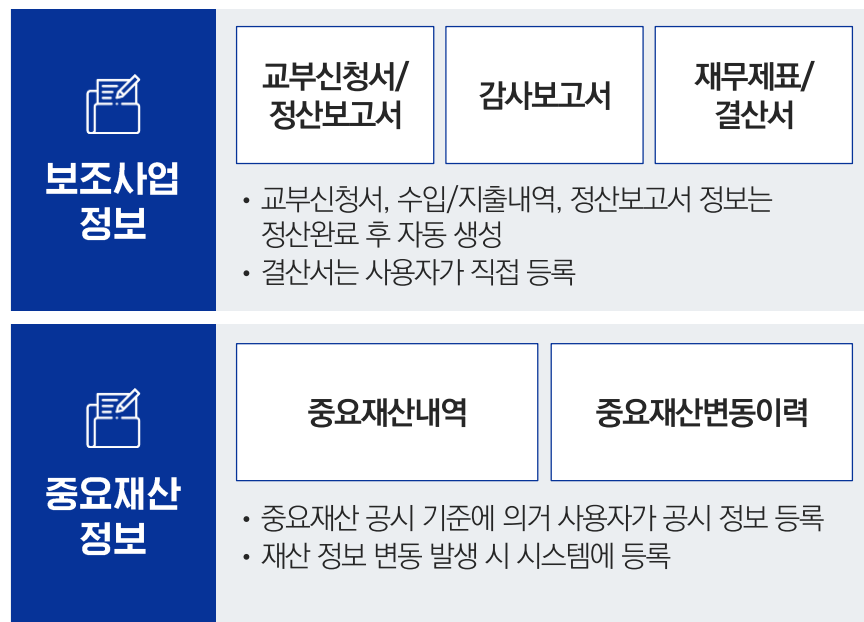 보조사업
정보
교부신청서/
정산보고서
감사보고서
재무제표/
결산서
• 교부신청서, 수입/지출내역, 정산보고서 정보는
정산완료 후 자동 생성
• 결산서는 사용자가 직접 등록
중요재산
정보
중요재산내역
중요재산변동이력
• 중요재산 공시 기준에 의거 사용자가 공시 정보 등록
• 재산 정보 변동 발생 시 시스템에 등록